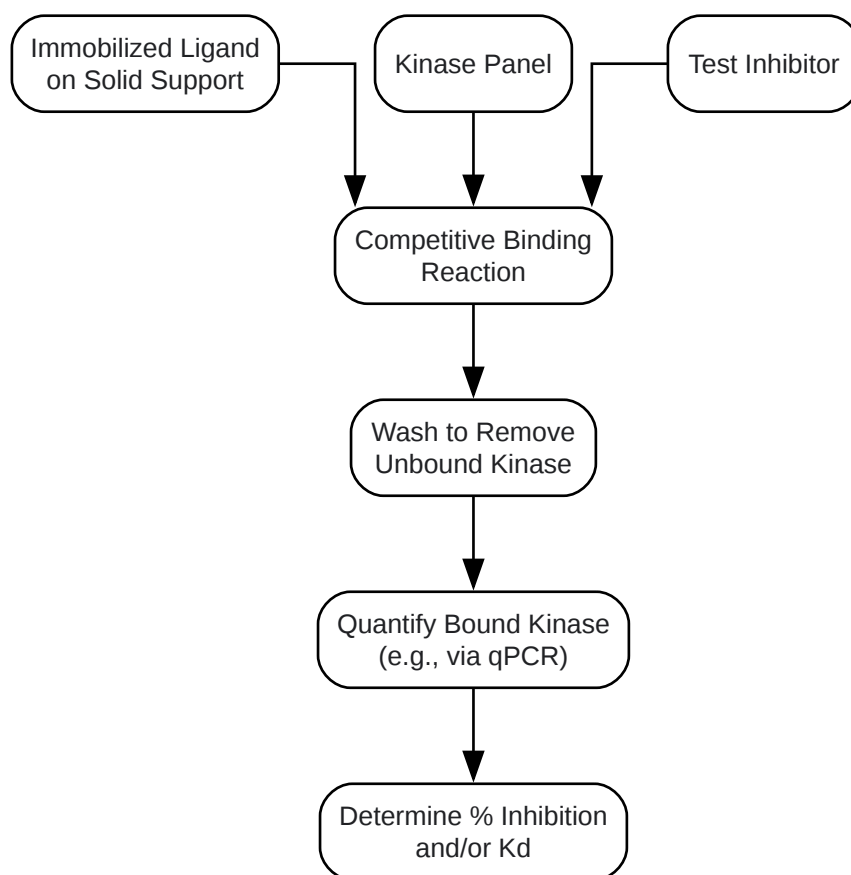 Immobilized Ligand
on Solid Support
Kinase Panel
Test Inhibitor
Competitive Binding
Reaction
Wash to Remove
Unbound Kinase
Quantify Bound Kinase
(e.g., via qPCR)
Determine % Inhibition
and/or Kd